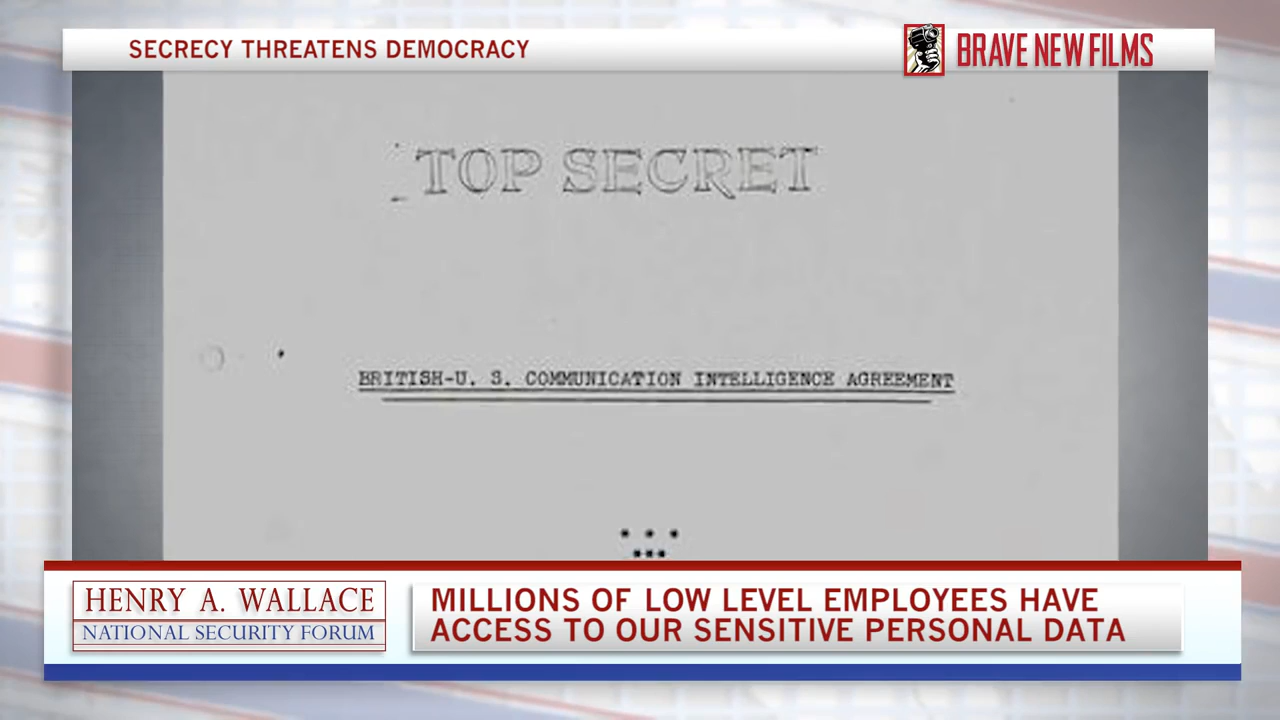 SECRECY THREATENS DEMOCRACY
BRAVE NEW FILMS
TOP SECRET
BRITISH-U. S. COMMUNICATION INTELLIGENCE AGREEMENT
HENRY A. WALLACE
NATIONAL SECURITY FORUM
MILLIONS OF LOW LEVEL EMPLOYEES HAVE
ACCESS TO OUR SENSITIVE PERSONAL DATA